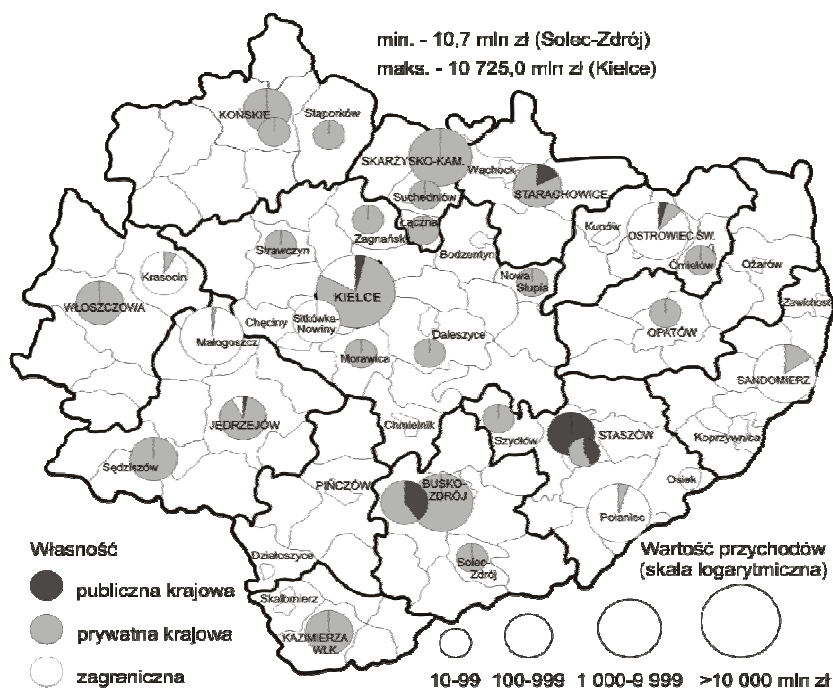 min. - 10,7 mln zł (Solec-Zdrój)
maks. - 10 725,0 mln zł (Kielce)
KOŃSKIE
Stąporków
SKARŻYSKO-KAM.
Wąchock
STARACHOWICE
Suchedniów
Łączna
Zagnańsk
Bodzentyn
Strawczyn
Kunów
OSTROWIEC ŚW.
Ćmielów
Ożarów
Nowa
Słupia
Krasocin
WŁOSZCZOWA
KIELCE
Zawichost
Chęciny
Sitkówka-
Nowiny
OPATÓW
Małogoszcz
Daleszyce
Morawica
SANDOMIERZ
JĘDRZEJÓW
Chmielnik
Szydłów
STASZÓW
Koprzywnica
Sędziszów
PIŃCZÓW
BUSKO-
ZDRÓJ
Osiek
Połaniec
Działoszyce
Solec-
Zdrój
Skalbmierz
KAZIMIERZA
WLK.
Własność
publiczna krajowa
prywatna krajowa
zagraniczna
Wartość przychodów
(skala logarytmiczna)
10-99 100-999 1 000-9 999 >10 000 mln zł